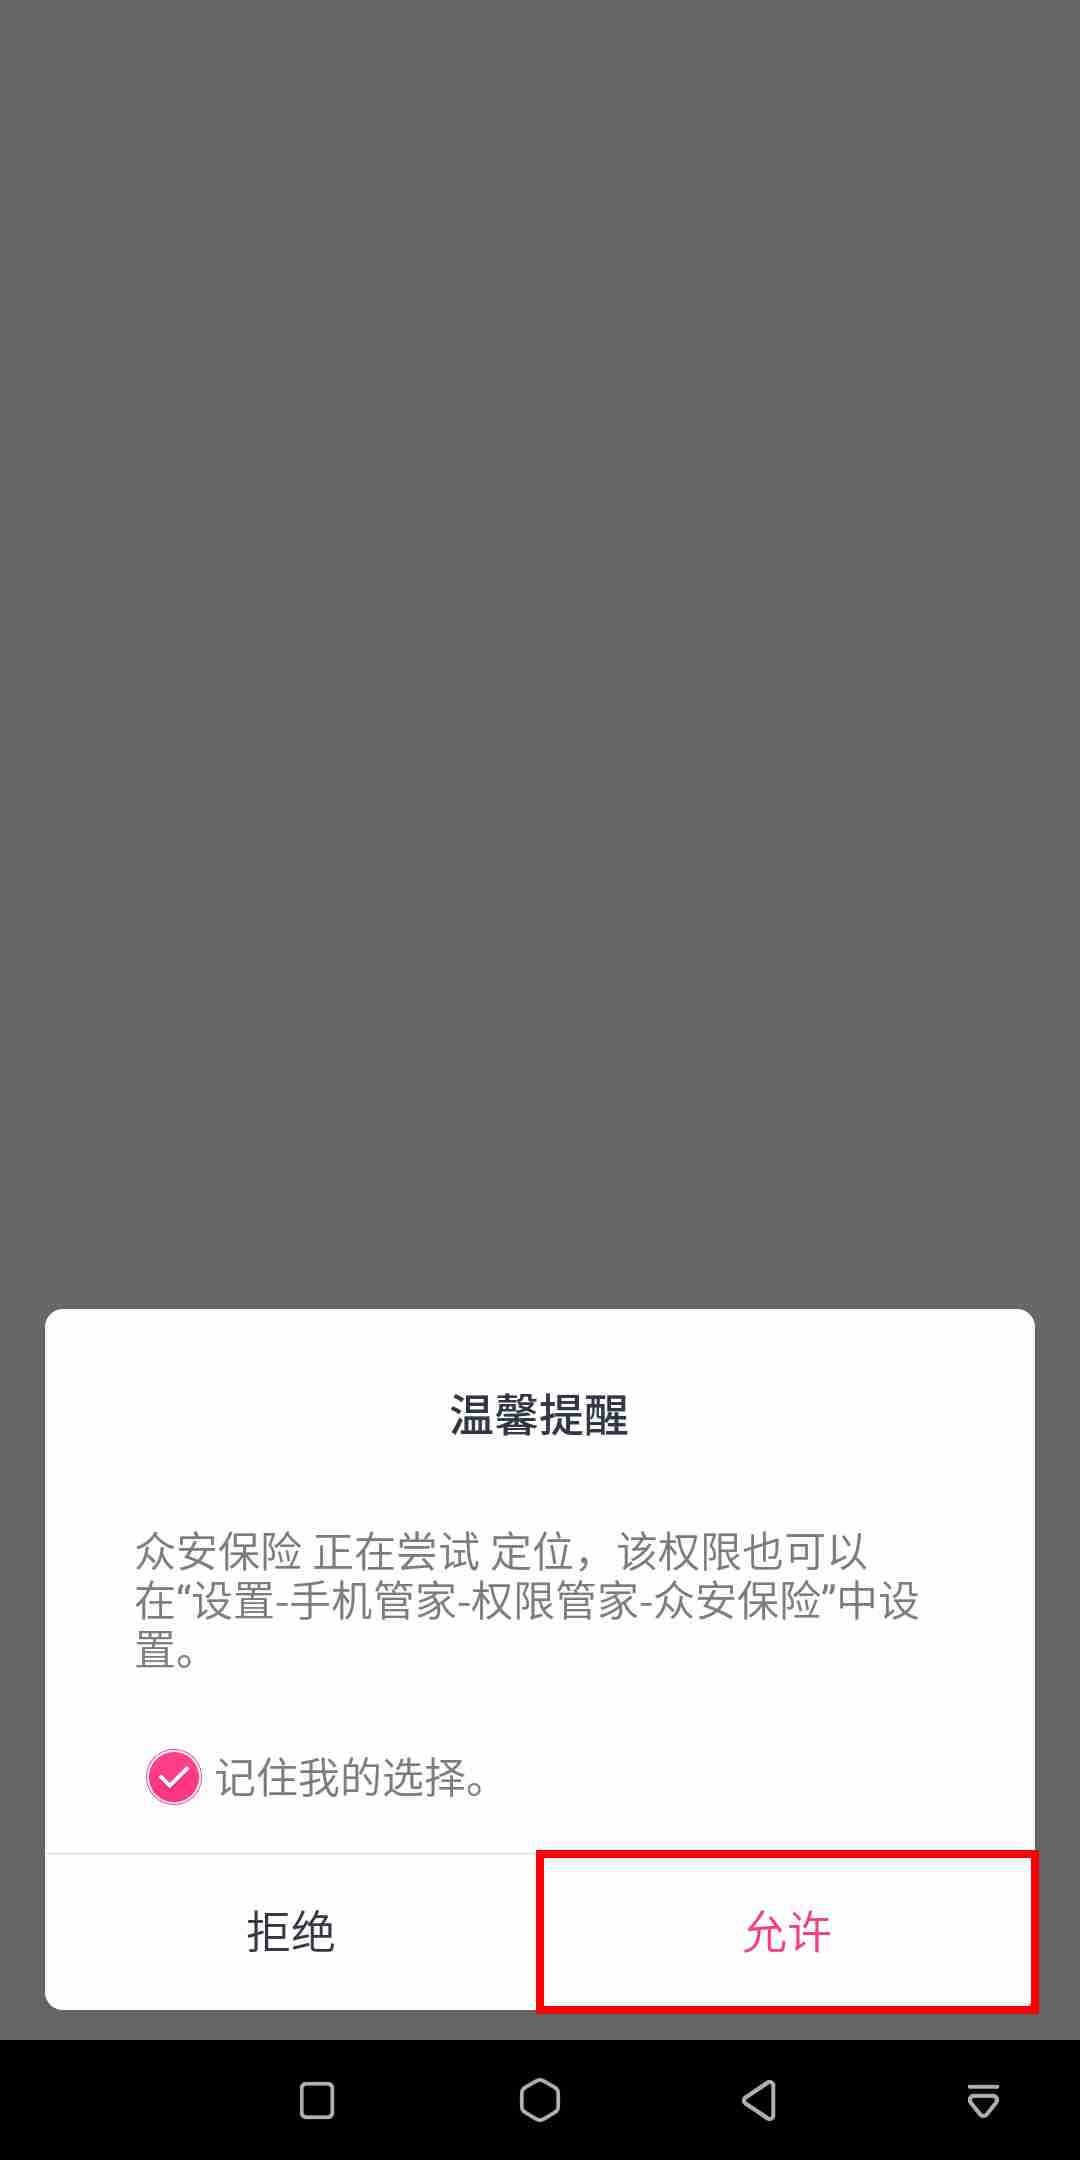 温馨提醒
众安保险 正在尝试 定位，该权限也可以
在“设置-手机管家-权限管家-众安保险”中设
置。
记住我的选择。
拒绝
允许